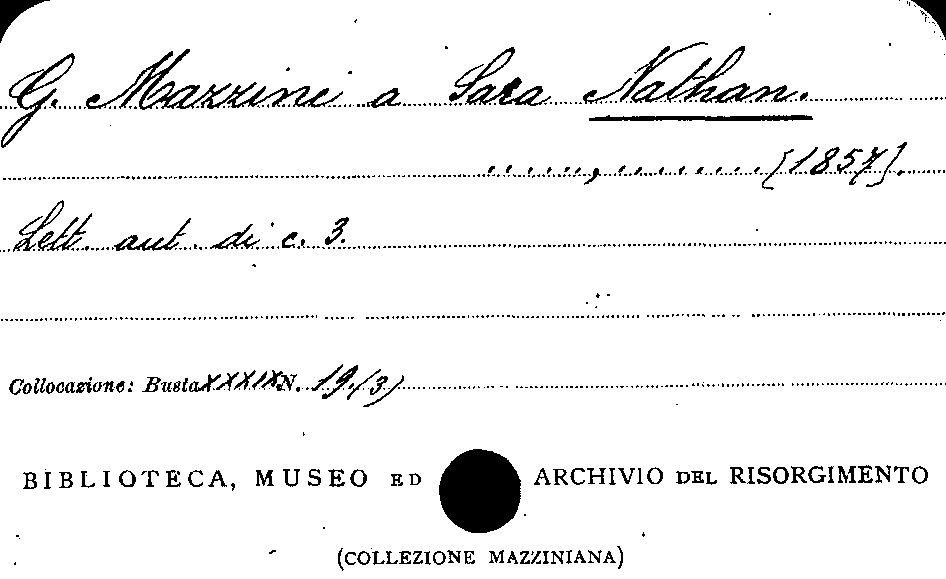 G. Mazzini a Sara Nathan.
......, ......... [1857].
Lett. aut. di c. 3.
Collocazione: Busta XXXIX N. 19.(3)
BIBLIOTECA, MUSEO ED ARCHIVIO DEL RISORGIMENTO
(COLLEZIONE MAZZINIANA)